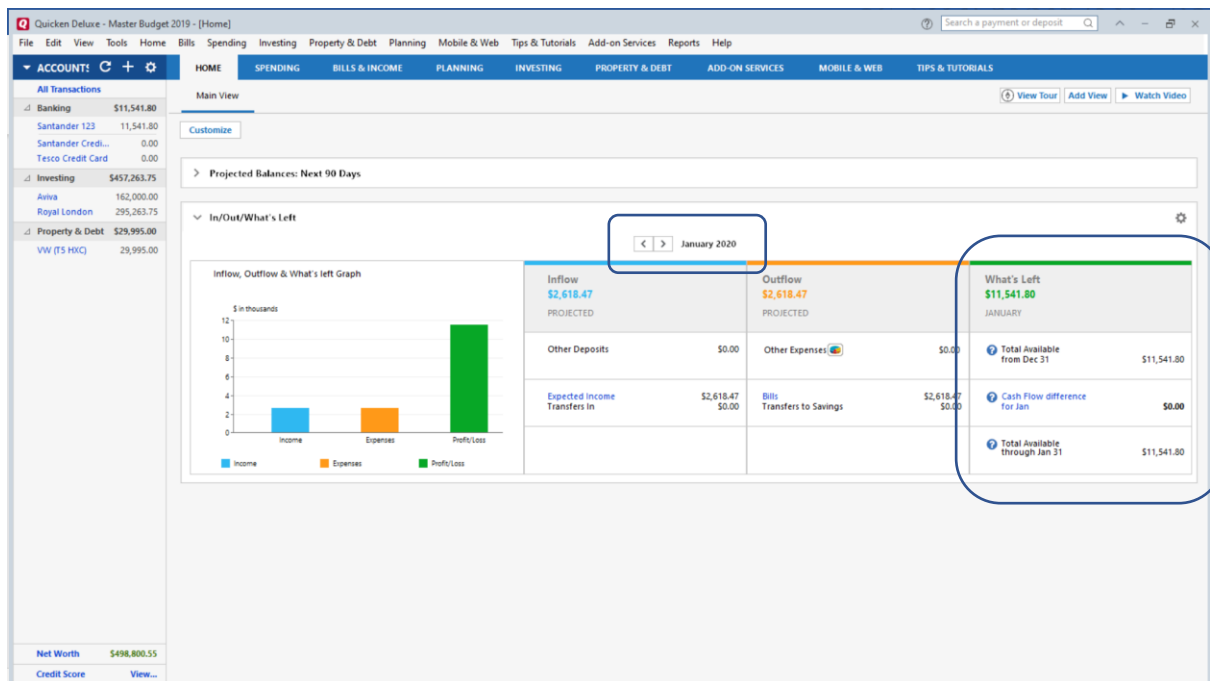 Quicken Deluxe - Master Budget 2019 - [Home]
Search a payment or deposit
File Edit View Tools Home Bills Spending Investing Property & Debt Planning Mobile & Web Tips & Tutorials Add-on Services Reports Help
ACCOUNTS
HOME SPENDING BILLS & INCOME PLANNING INVESTING PROPERTY & DEBT ADD-ON SERVICES MOBILE & WEB TIPS & TUTORIALS
All Transactions
Banking $11,541.80
Santander 123 11,541.80
Santander Credi... 0.00
Tesco Credit Card 0.00
Investing $457,263.75
Aviva 162,000.00
Royal London 295,263.75
Property & Debt $29,995.00
VW (T5 HXC) 29,995.00
Net Worth $498,800.55
Credit Score View...
Main View
View Tour Add View Watch Video
Customize
Projected Balances: Next 90 Days
In/Out/What's Left
January 2020
Inflow, Outflow & What's left Graph
$ in thousands
12
10
8
6
4
2
0
Income Expenses Profit/Loss
Income Expenses Profit/Loss
Inflow
$2,618.47
PROJECTED
Other Deposits $0.00
Expected Income $2,618.47
Transfers In $0.00
Outflow
$2,618.47
PROJECTED
Other Expenses $0.00
Bills $2,618.47
Transfers to Savings $0.00
What's Left
$11,541.80
JANUARY
Total Available
from Dec 31 $11,541.80
Cash Flow difference
for Jan $0.00
Total Available
through Jan 31 $11,541.80